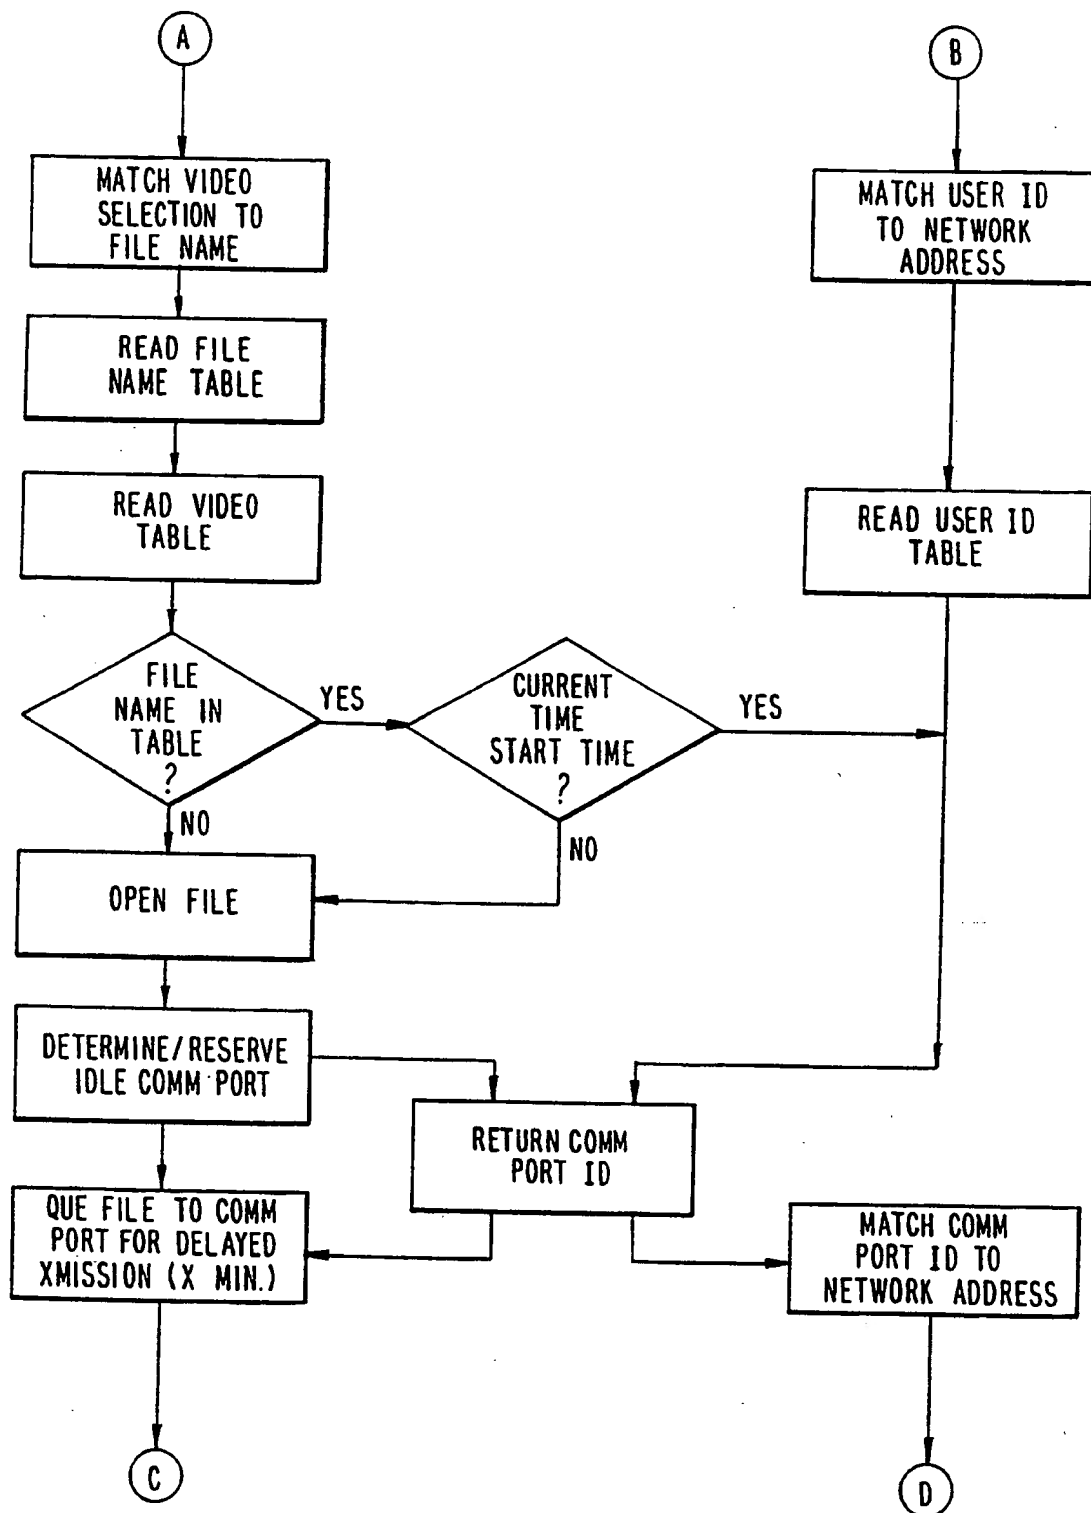 A
B
MATCH VIDEO
SELECTION TO
FILE NAME
MATCH USER ID
TO NETWORK
ADDRESS
READ FILE
NAME TABLE
READ VIDEO
TABLE
READ USER ID
TABLE
FILE
NAME IN
TABLE
?
YES
CURRENT
TIME
START TIME
?
YES
NO
NO
OPEN FILE
DETERMINE/RESERVE
IDLE COMM PORT
RETURN COMM
PORT ID
QUE FILE TO COMM
PORT FOR DELAYED
XMISSION (X MIN.)
MATCH COMM
PORT ID TO
NETWORK ADDRESS
C
D